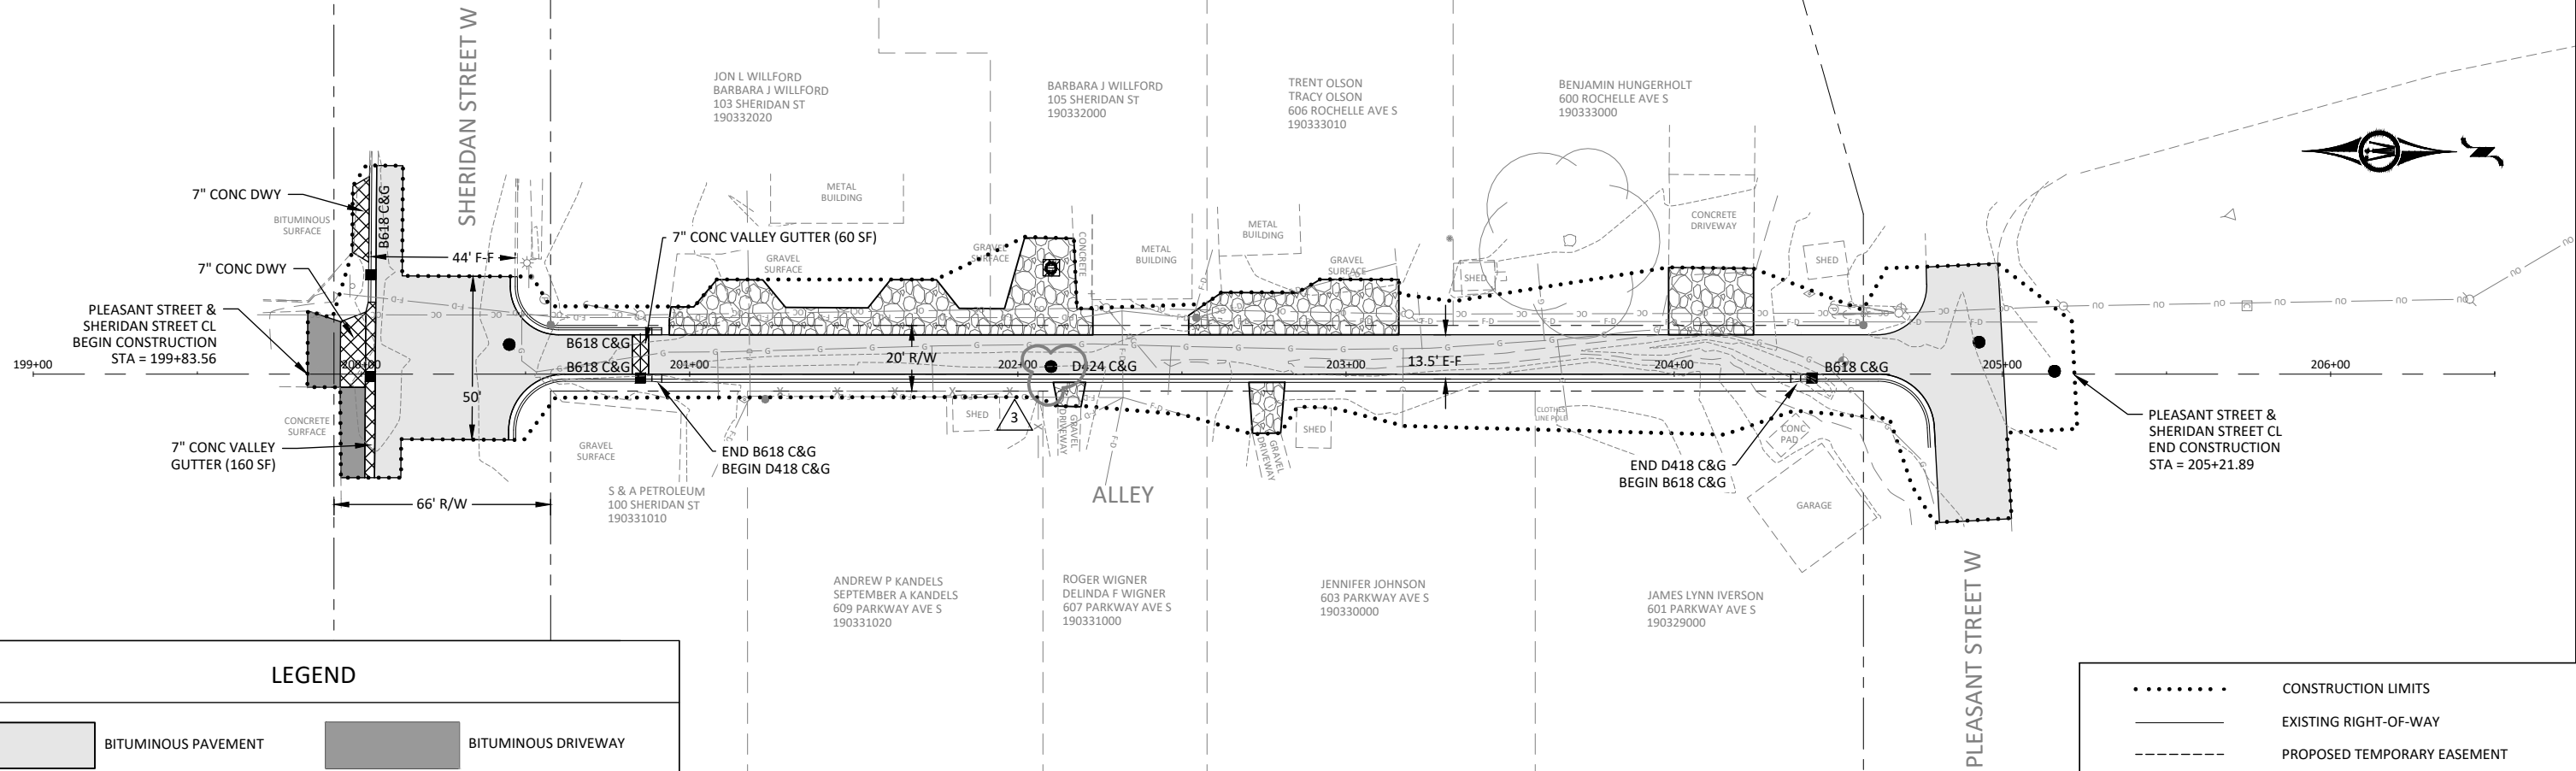 SHERIDAN STREET W
JON L WILLFORD
BARBARA J WILLFORD
103 SHERIDAN ST
190332020
BARBARA J WILLFORD
105 SHERIDAN ST
190332000
TRENT OLSON
TRACY OLSON
606 ROCHELLE AVE S
190333010
BENJAMIN HUNGERHOLT
600 ROCHELLE AVE S
190333000
7" CONC DWY
BITUMINOUS
SURFACE
B618 C&G
METAL
BUILDING
7" CONC VALLEY GUTTER (60 SF)
GRAVEL
SURFACE
GRAVEL
SURFACE
CONCRETE
METAL
BUILDING
METAL
BUILDING
GRAVEL
SURFACE
SHED
CONCRETE
DRIVEWAY
SHED
44' F-F
7" CONC DWY
PLEASANT STREET &
SHERIDAN STREET CL
BEGIN CONSTRUCTION
STA = 199+83.56
B618 C&G
B618 C&G
20' R/W
D424 C&G
13.5' E-F
B618 C&G
199+00
200+00
201+00
202+00
203+00
204+00
205+00
206+00
50'
CONCRETE
SURFACE
7" CONC VALLEY
GUTTER (160 SF)
66' R/W
GRAVEL
SURFACE
END B618 C&G
BEGIN D418 C&G
SHED
3
GRAVEL
DRIVEWAY
GRAVEL
DRIVEWAY
SHED
CLOTHES
LINE POLE
CONC
PAD
GARAGE
END D418 C&G
BEGIN B618 C&G
PLEASANT STREET &
SHERIDAN STREET CL
END CONSTRUCTION
STA = 205+21.89
S & A PETROLEUM
100 SHERIDAN ST
190331010
ALLEY
ANDREW P KANDELS
SEPTEMBER A KANDELS
609 PARKWAY AVE S
190331020
ROGER WIGNER
DELINDA F WIGNER
607 PARKWAY AVE S
190331000
JENNIFER JOHNSON
603 PARKWAY AVE S
190330000
JAMES LYNN IVERSON
601 PARKWAY AVE S
190329000
PLEASANT STREET W
LEGEND
BITUMINOUS PAVEMENT
BITUMINOUS DRIVEWAY
CONSTRUCTION LIMITS
EXISTING RIGHT-OF-WAY
PROPOSED TEMPORARY EASEMENT